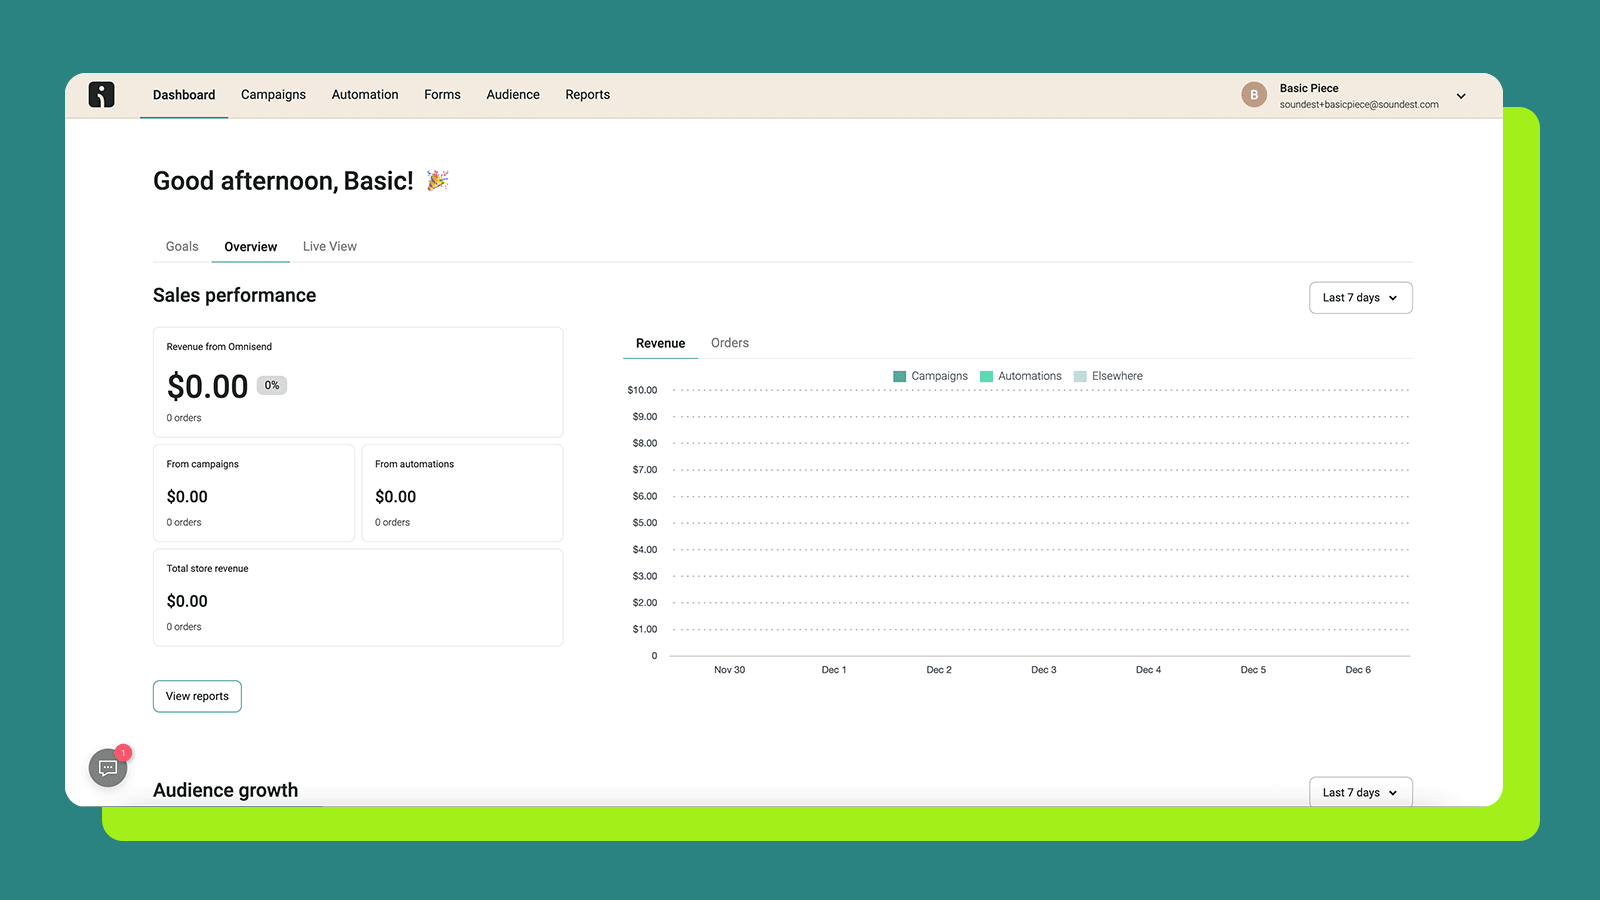 Dashboard Campaigns Automation Forms Audience Reports
B
Basic Piece
soundest+basicpiece@soundest.com
Good afternoon, Basic!
Goals Overview Live View
Sales performance
Last 7 days
Revenue from Omnisend
$0.00 0%
0 orders
From campaigns
$0.00
0 orders
From automations
$0.00
0 orders
Total store revenue
$0.00
0 orders
View reports
Revenue Orders
Campaigns Automations Elsewhere
$10.00
$9.00
$8.00
$7.00
$6.00
$5.00
$4.00
$3.00
$2.00
$1.00
0
Nov 30 Dec 1 Dec 2 Dec 3 Dec 4 Dec 5 Dec 6
1
Audience growth
Last 7 days